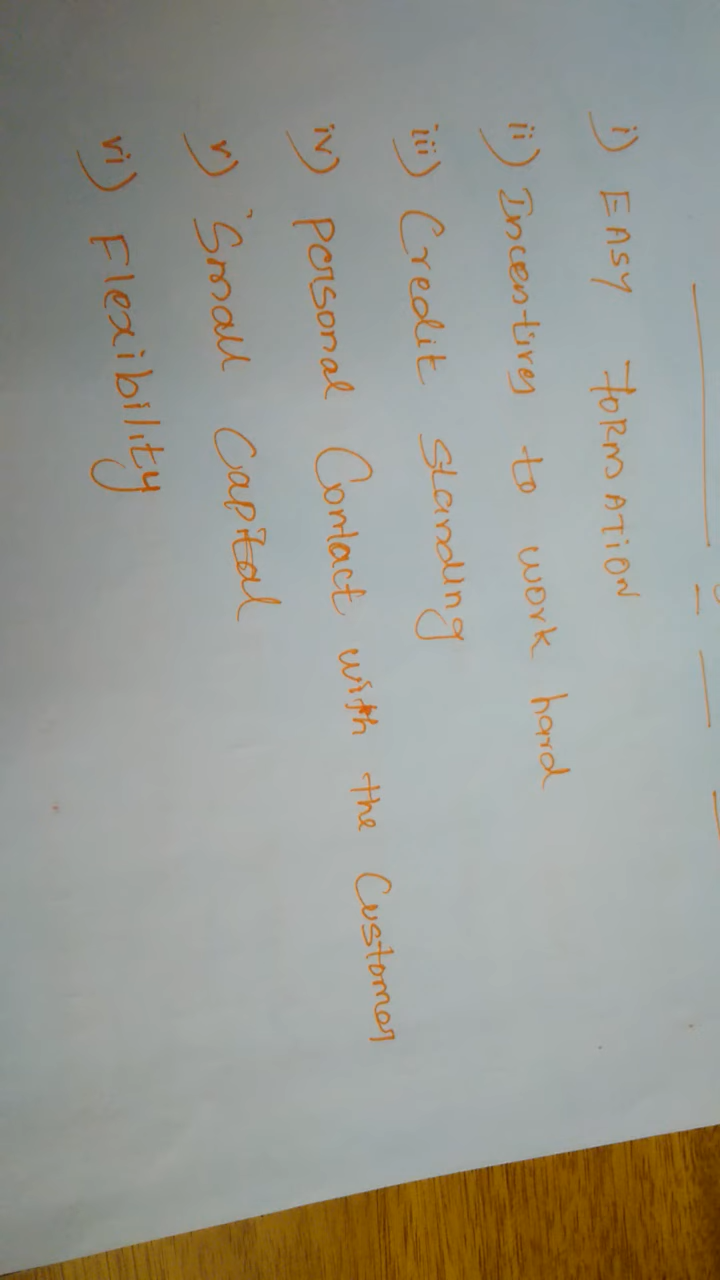 i) EASY FORMATION
ii) Incentives to work hard
iii) Credit standing
iv) personal Contact with the Customer
v) Small Capital
vi) Flexibility